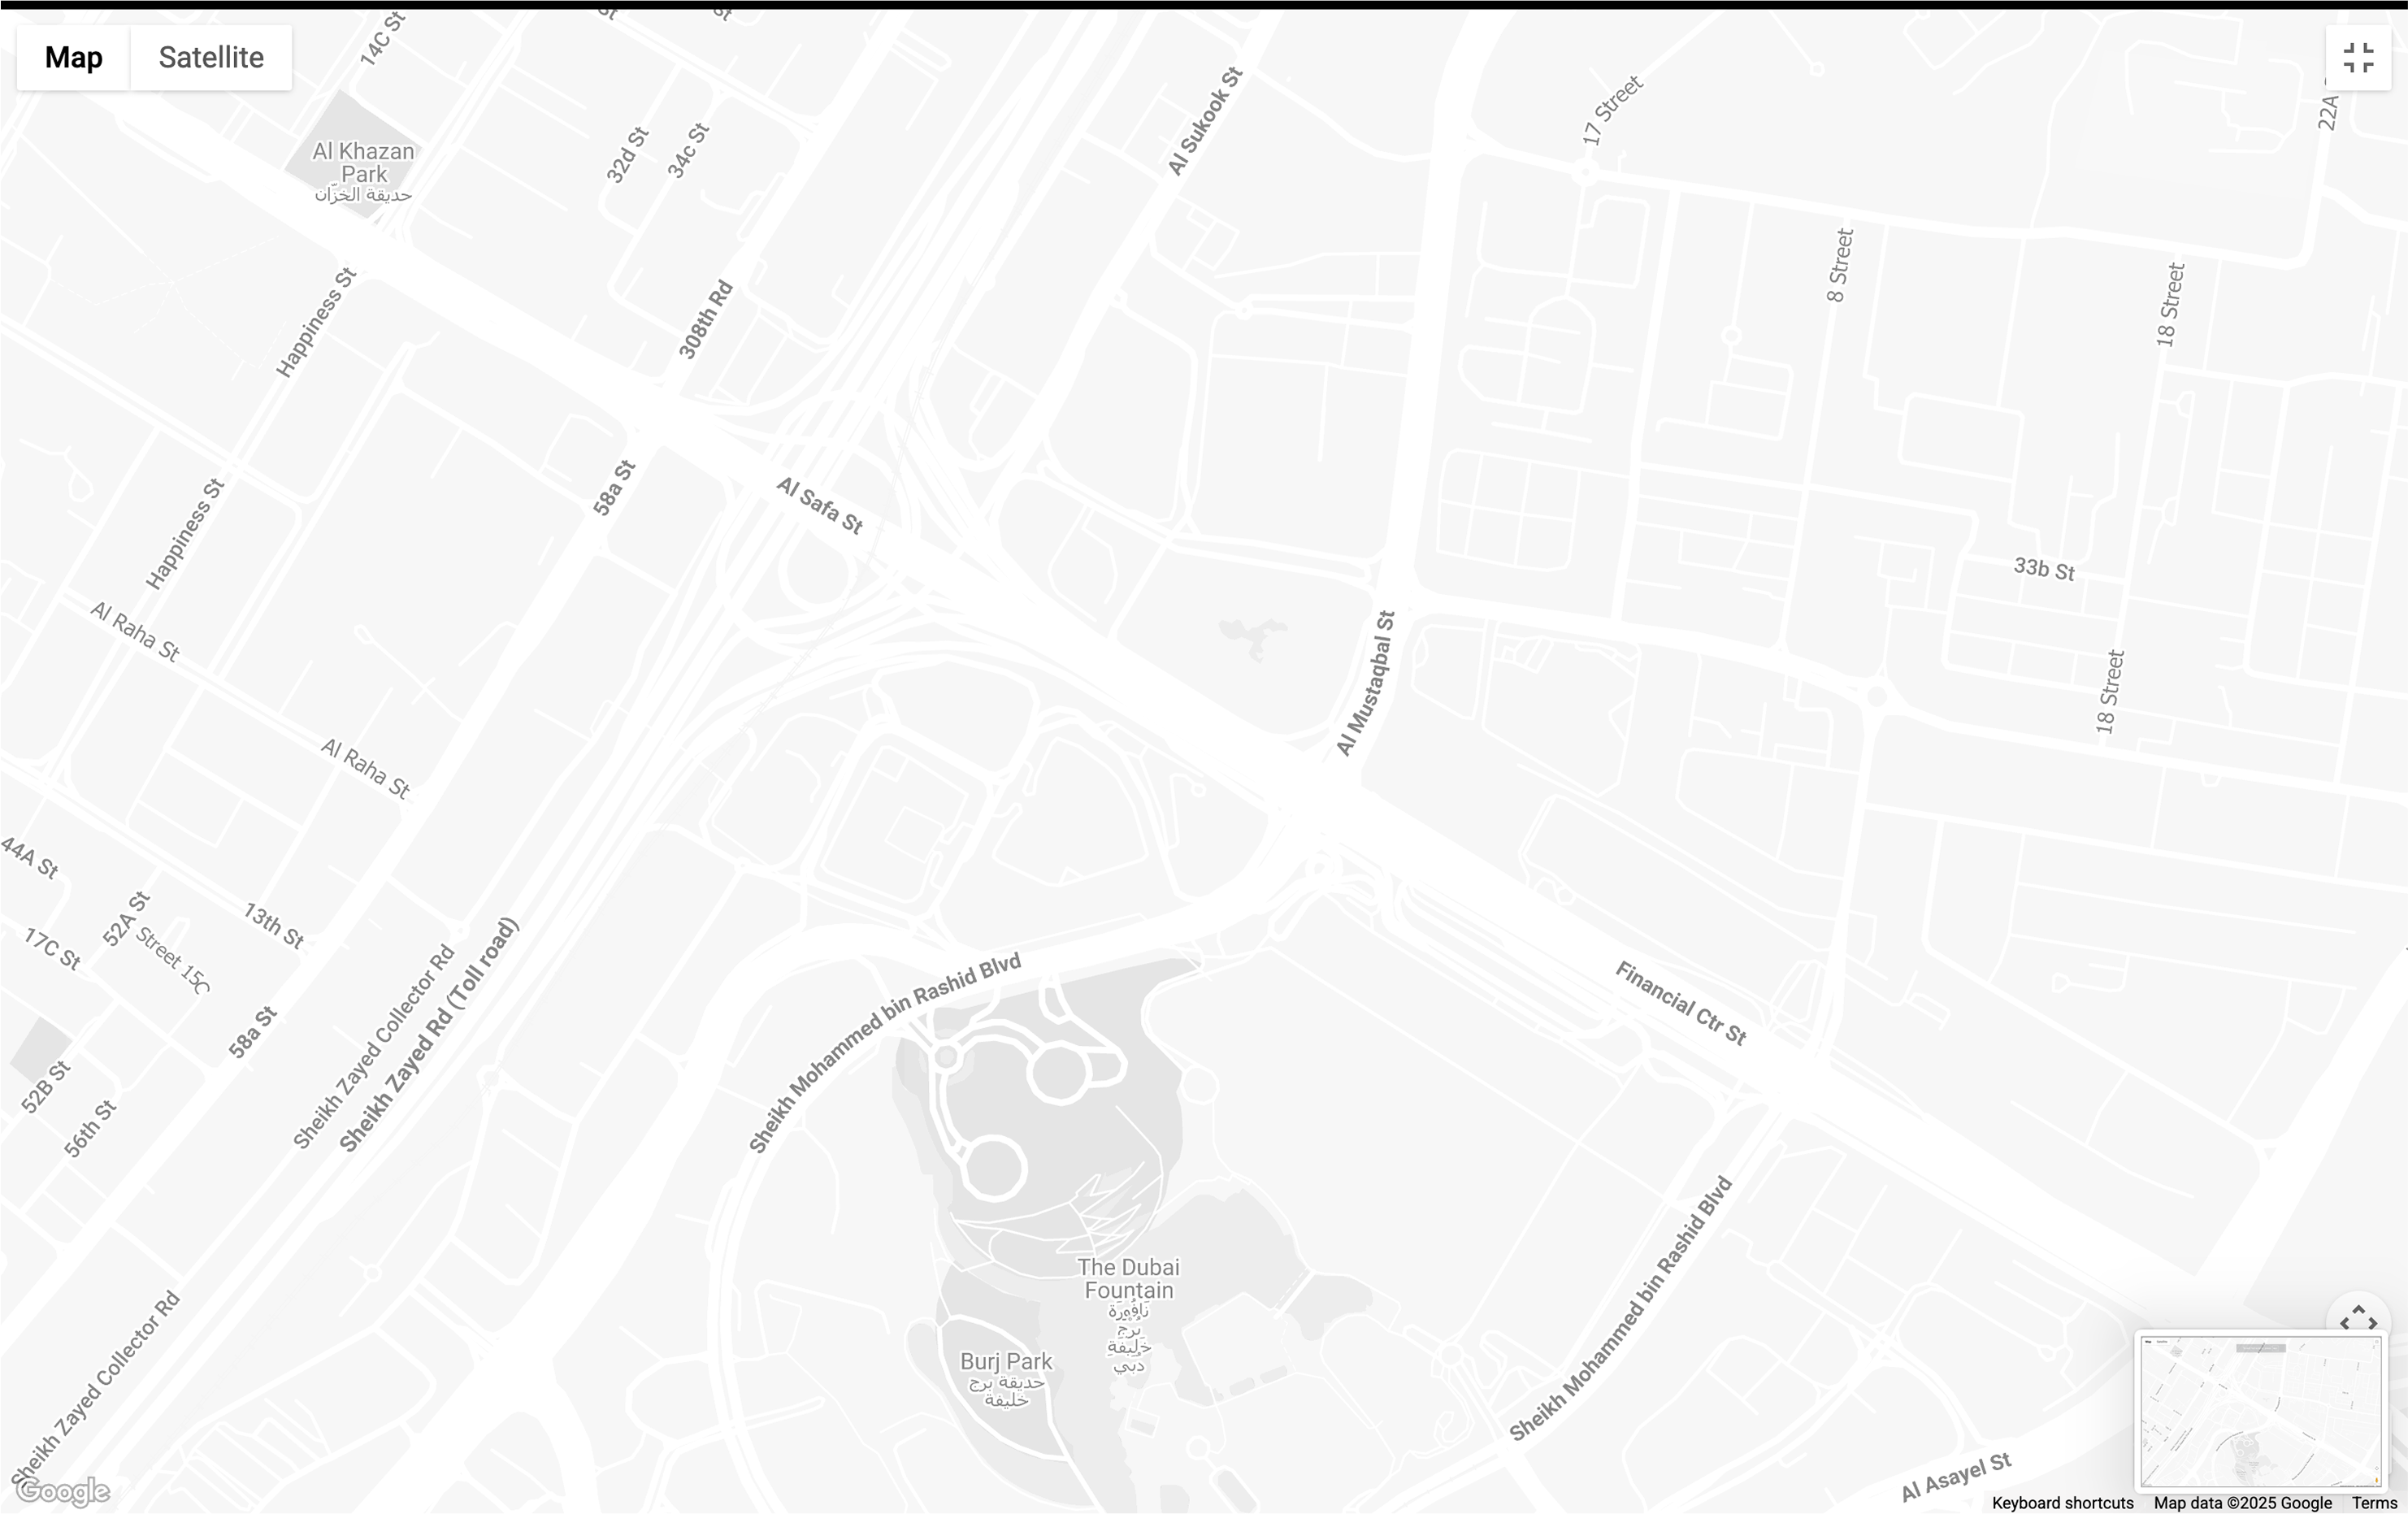 Map
Satellite
14C St
St
St
Al Sukook St
17 Street
22A
Al Khazan
Park
حديقة الخزّان
32d St
34c St
8 Street
18 Street
Happiness St
308th Rd
58a St
Al Safa St
Happiness St
33b St
Al Raha St
Al Mustaqbal St
18 Street
Al Raha St
44A St
52A St
13th St
17C St
Street 15C
Sheikh Zayed Collector Rd
Sheikh Zayed Rd (Toll road)
Sheikh Mohammed bin Rashid Blvd
Financial Ctr St
58a St
52B St
56th St
The Dubai
Fountain
نَافُورَة
بُرْجْ
خَلِيفَة
دبي
Sheikh Mohammed bin Rashid Blvd
Burj Park
حديقة برج
خليفة
Sheikh Zayed Collector Rd
Al Asayel St
Google
Keyboard shortcuts
Map data ©2025 Google
Terms